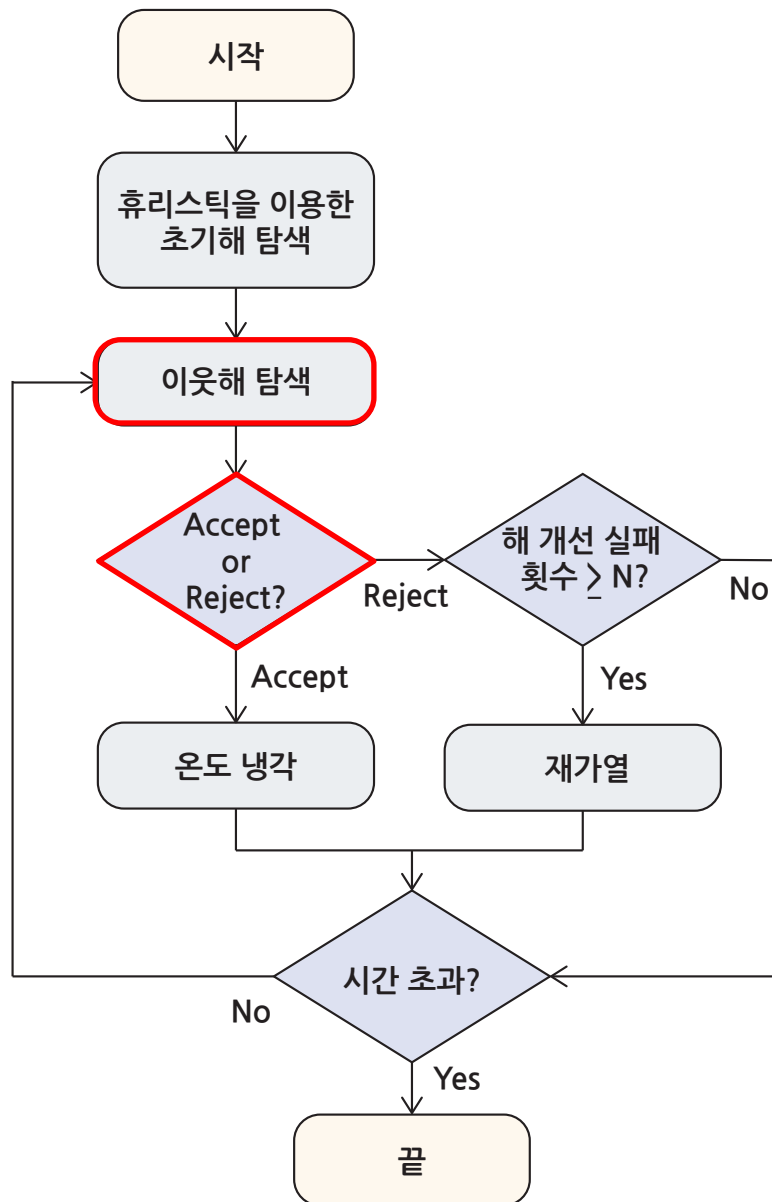 시작
휴리스틱을 이용한
초기해 탐색
이웃해 탐색
Accept
or
Reject?
Reject
해 개선 실패
횟수 ≥ N?
No
Accept
Yes
온도 냉각
재가열
시간 초과?
No
Yes
끝